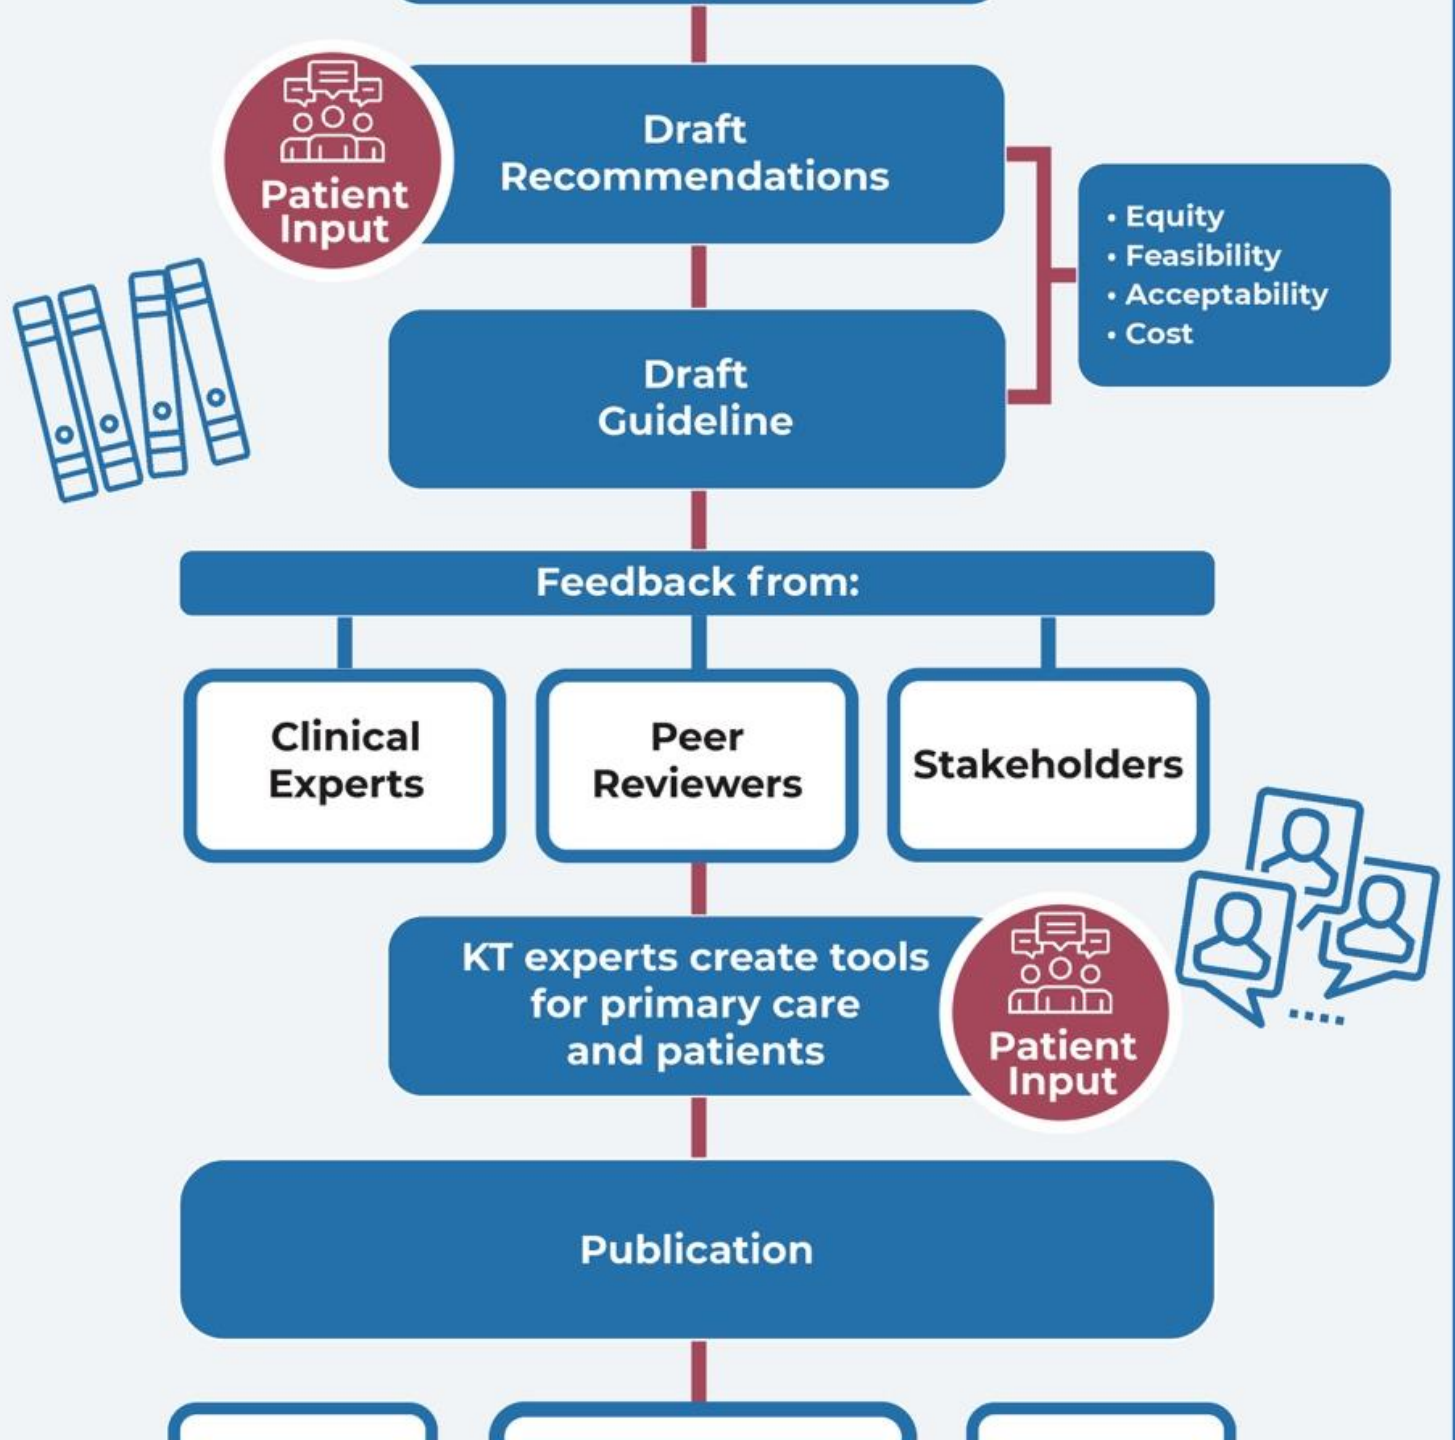 Patient
Input
Draft
Recommendations
• Equity
• Feasibility
• Acceptability
• Cost
Draft
Guideline
Feedback from:
Clinical
Experts
Peer
Reviewers
Stakeholders
KT experts create tools
for primary care
and patients
Patient
Input
Publication